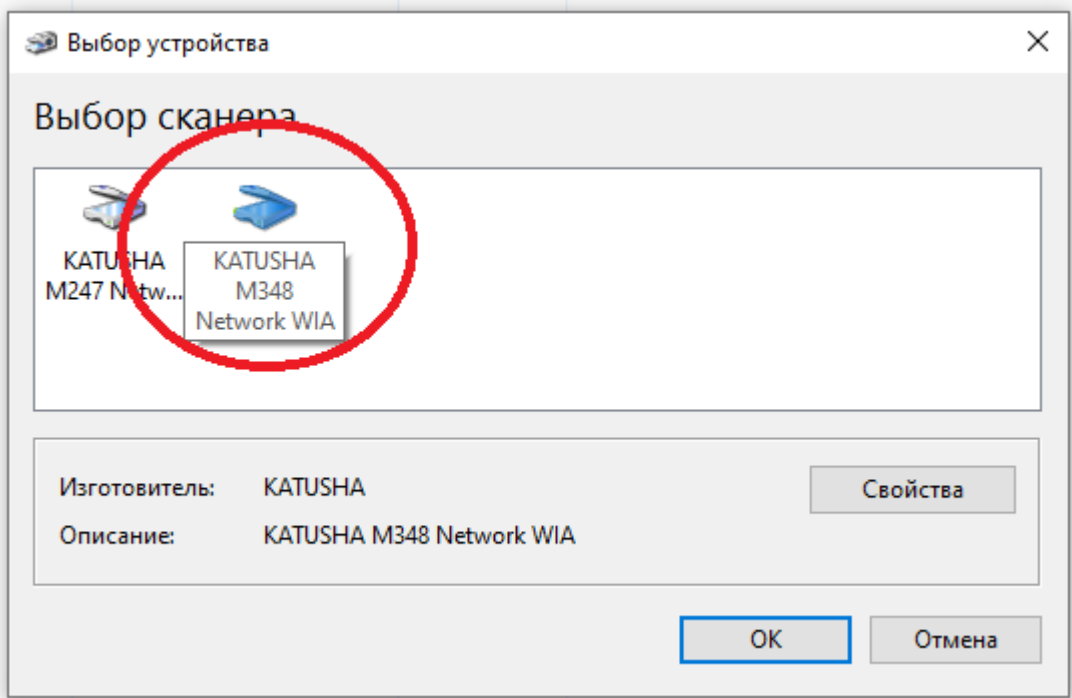 Выбор устройства
Выбор сканера
KATUSHA
M247 Netw...
KATUSHA
M348
Network WIA
Изготовитель: KATUSHA
Свойства
Описание: KATUSHA M348 Network WIA
OK
Отмена